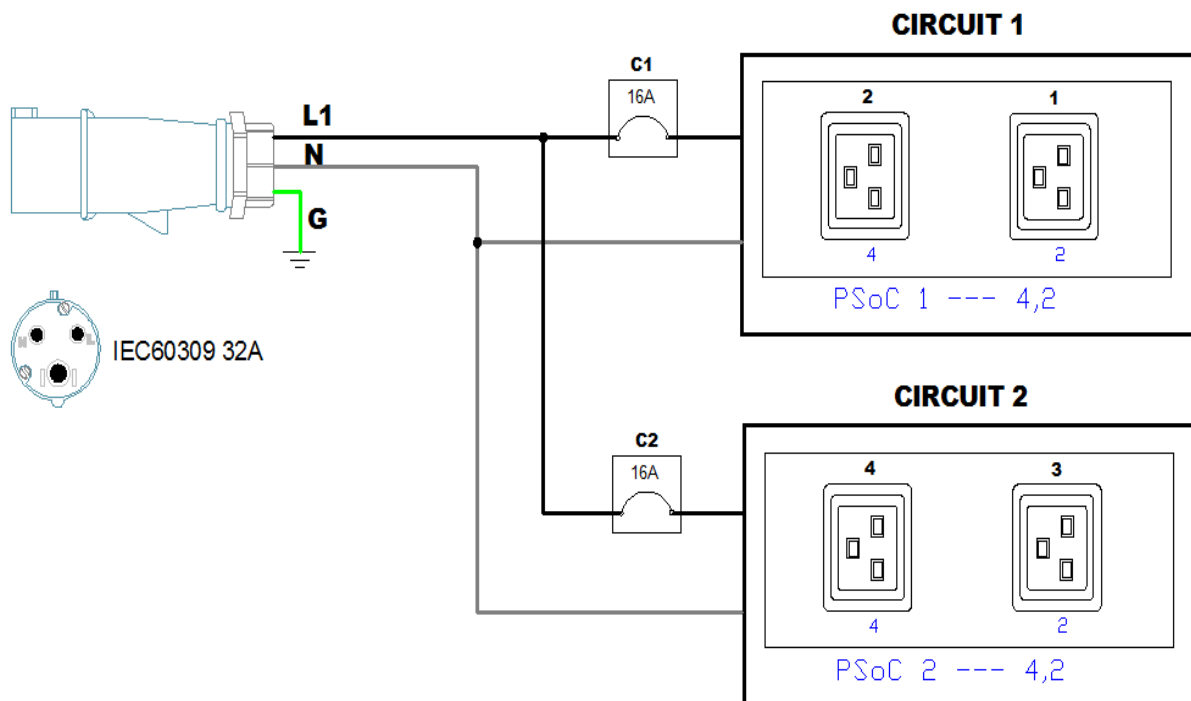 CIRCUIT 1
C1
16A
2
1
L1
N
G
4
2
PSoC 1 --- 4,2
N
L
IEC60309 32A
CIRCUIT 2
C2
16A
4
3
4
2
PSoC 2 --- 4,2